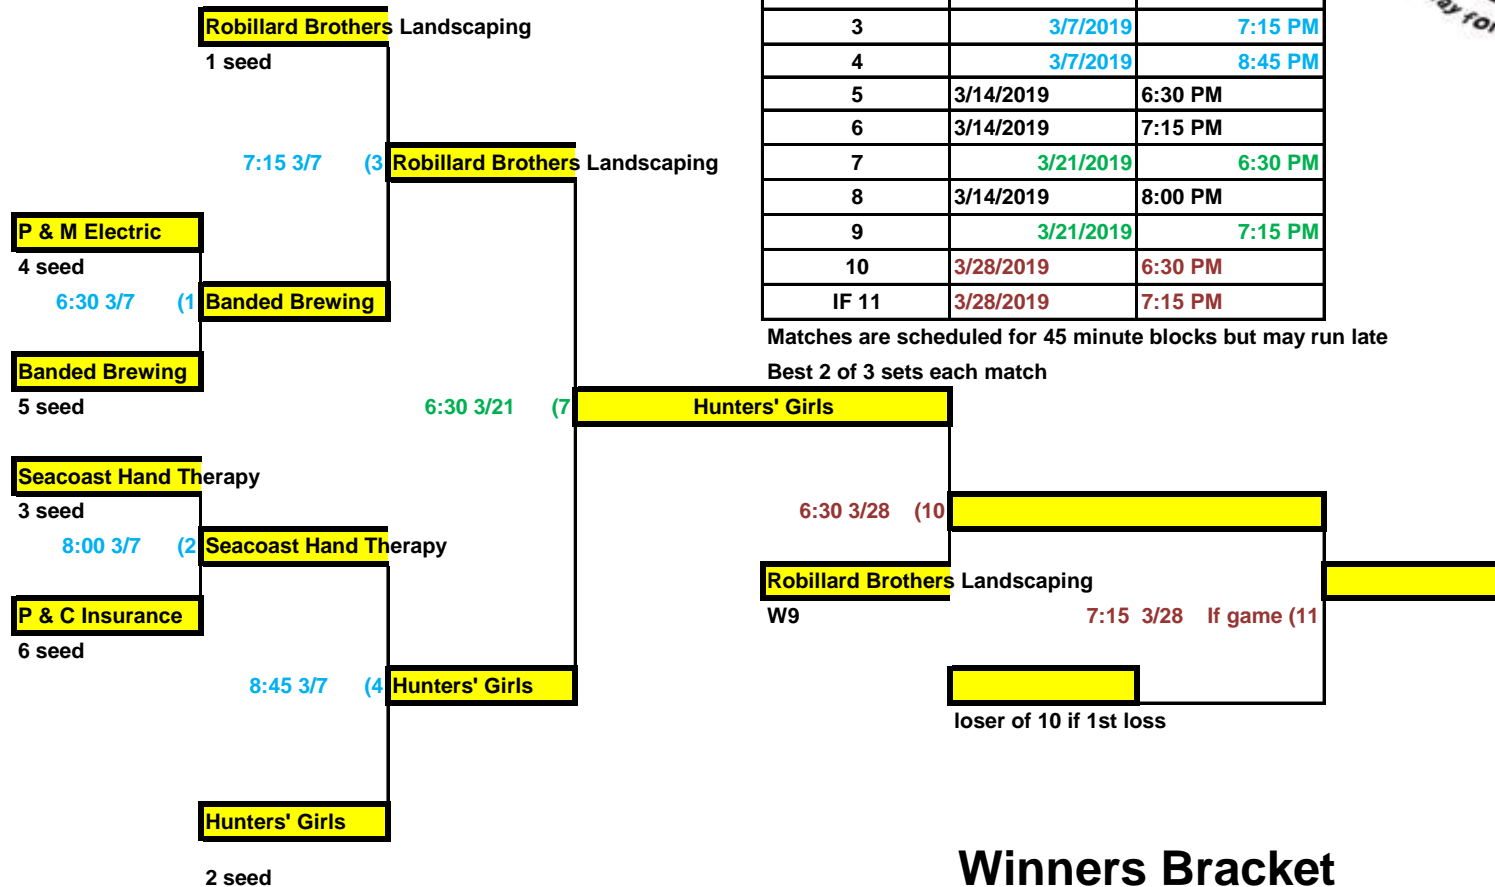 Robillard Brothers Landscaping
1 seed
7:15 3/7 (3
Robillard Brothers Landscaping
P & M Electric
4 seed
6:30 3/7 (1
Banded Brewing
Banded Brewing
5 seed
6:30 3/21 (7
Hunters' Girls
Seacoast Hand Therapy
3 seed
8:00 3/7 (2
Seacoast Hand Therapy
P & C Insurance
6 seed
8:45 3/7 (4
Hunters' Girls
Hunters' Girls
2 seed
3 3/7/2019 7:15 PM
4 3/7/2019 8:45 PM
5 3/14/2019 6:30 PM
6 3/14/2019 7:15 PM
7 3/21/2019 6:30 PM
8 3/14/2019 8:00 PM
9 3/21/2019 7:15 PM
10 3/28/2019 6:30 PM
IF 11 3/28/2019 7:15 PM
Matches are scheduled for 45 minute blocks but may run late
Best 2 of 3 sets each match
6:30 3/28 (10
Robillard Brothers Landscaping
W9
7:15 3/28 If game (11
loser of 10 if 1st loss
Winners Bracket